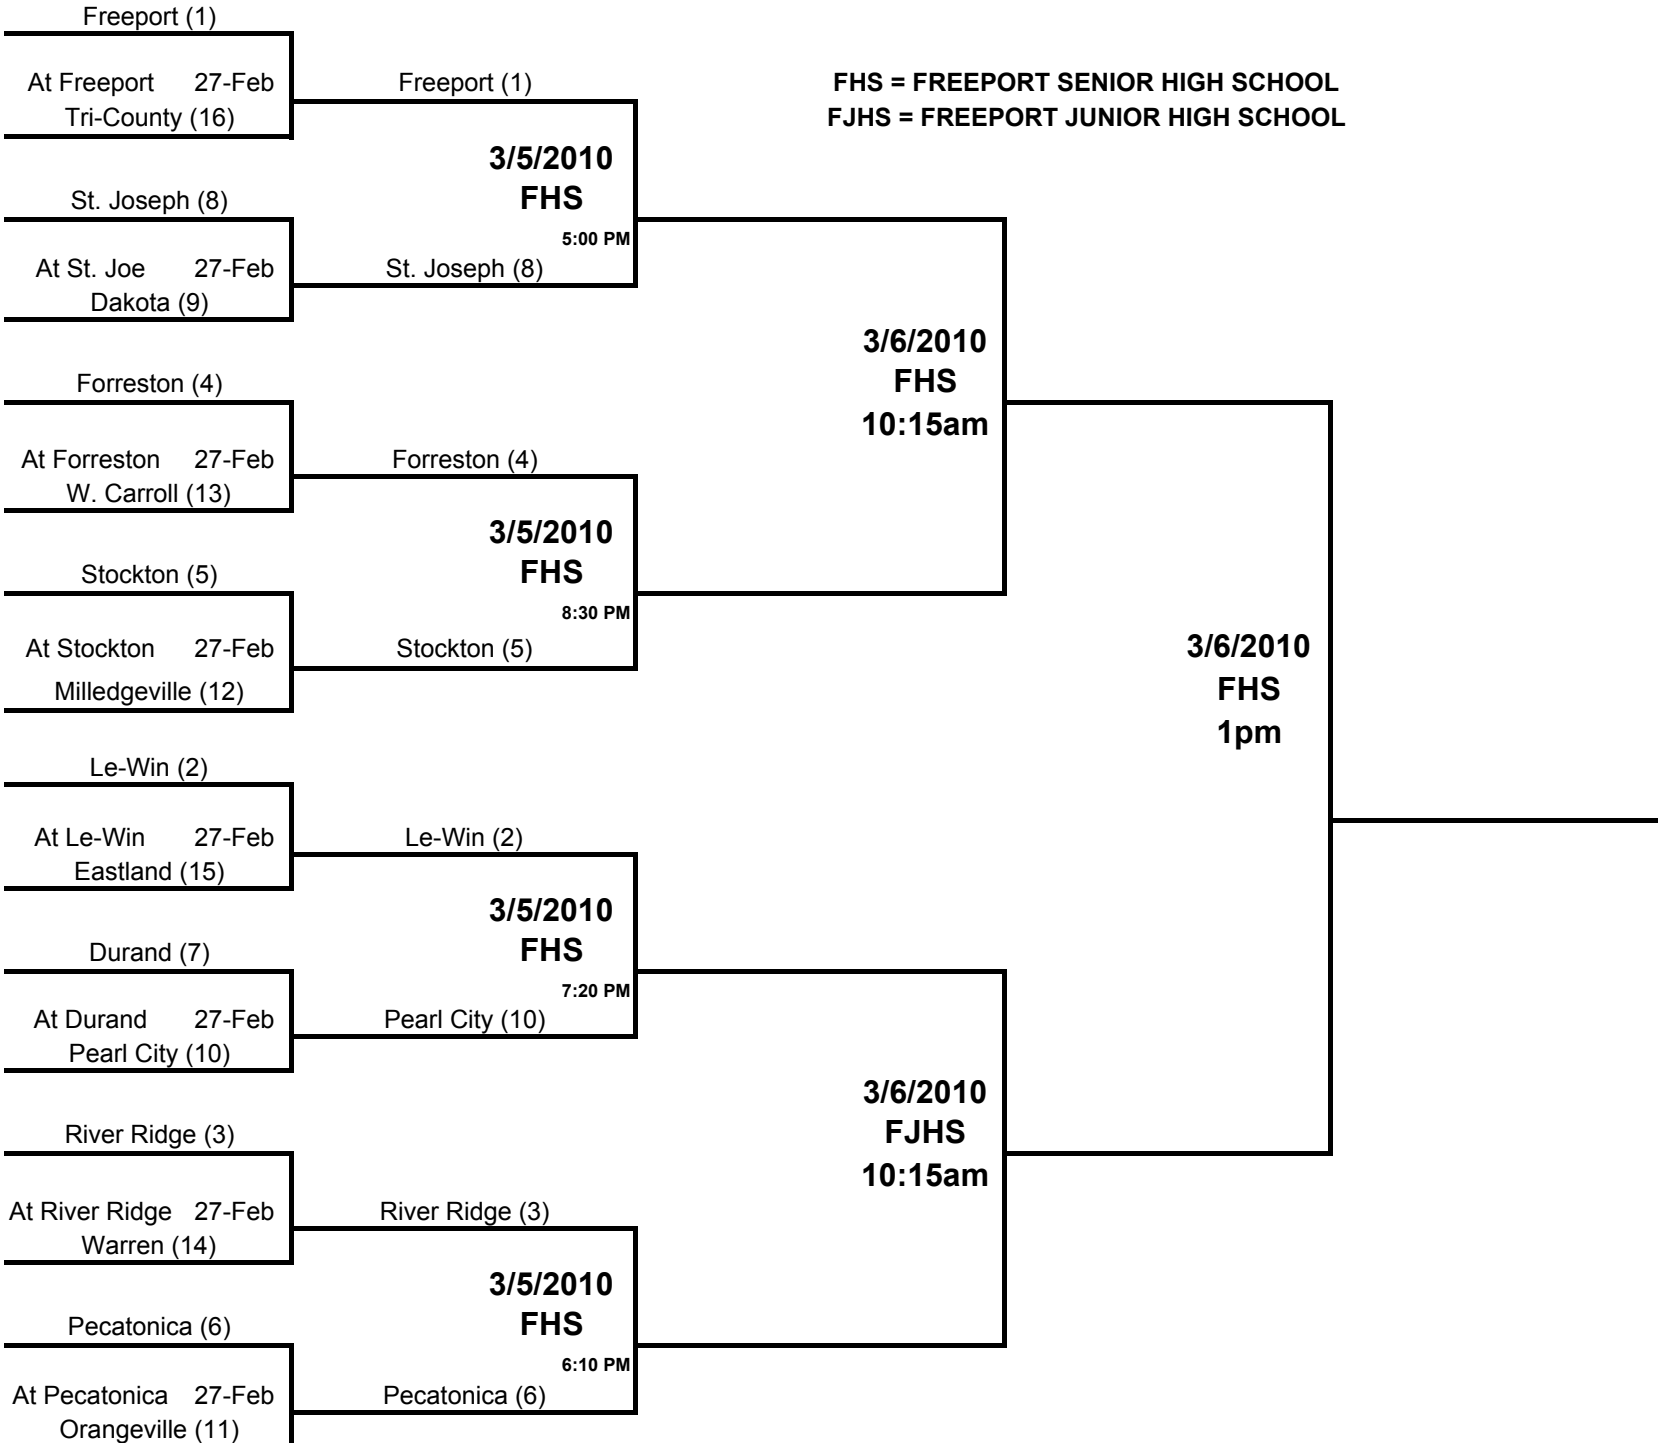 Freeport (1)
At Freeport 27-Feb
Tri-County (16)
Freeport (1)
FHS = FREEPORT SENIOR HIGH SCHOOL
FJHS = FREEPORT JUNIOR HIGH SCHOOL
3/5/2010
FHS
5:00 PM
St. Joseph (8)
At St. Joe 27-Feb
Dakota (9)
St. Joseph (8)
3/6/2010
FHS
10:15am
Forreston (4)
At Forreston 27-Feb
W. Carroll (13)
Forreston (4)
3/5/2010
FHS
8:30 PM
Stockton (5)
At Stockton 27-Feb
Milledgeville (12)
Stockton (5)
3/6/2010
FHS
1pm
Le-Win (2)
At Le-Win 27-Feb
Eastland (15)
Le-Win (2)
3/5/2010
FHS
7:20 PM
Durand (7)
At Durand 27-Feb
Pearl City (10)
Pearl City (10)
3/6/2010
FJHS
10:15am
River Ridge (3)
At River Ridge 27-Feb
Warren (14)
River Ridge (3)
3/5/2010
FHS
6:10 PM
Pecatonica (6)
At Pecatonica 27-Feb
Orangeville (11)
Pecatonica (6)